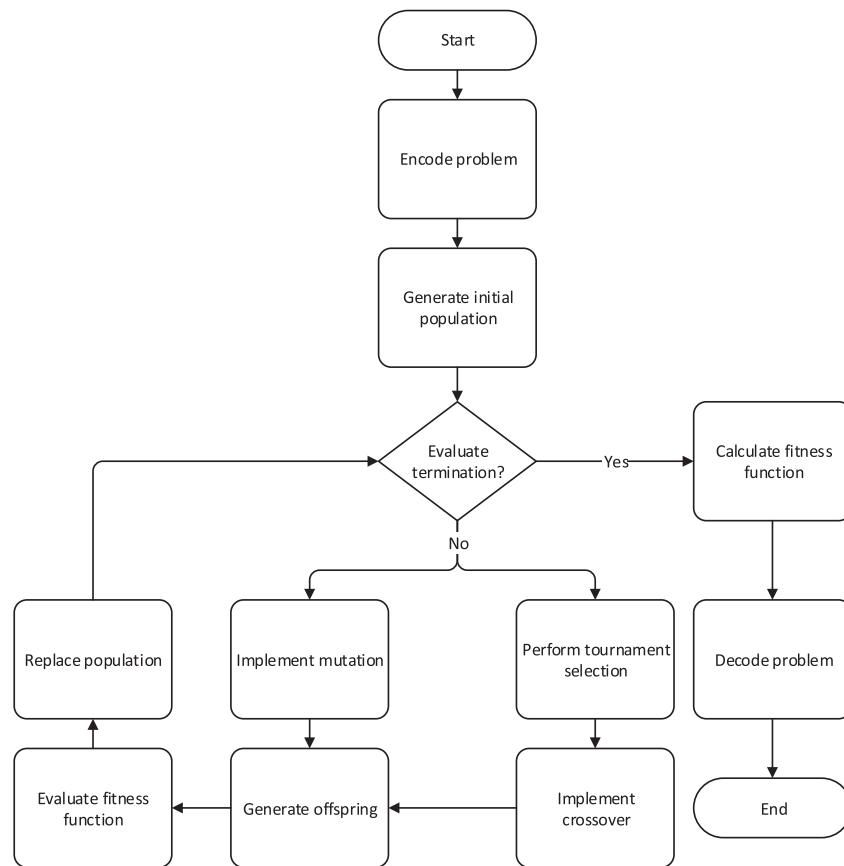 Start
Encode problem
Generate initial
population
Evaluate
termination?
Yes
Calculate fitness
function
No
Replace population
Implement mutation
Perform tournament
selection
Decode problem
Evaluate fitness
function
Generate offspring
Implement
crossover
End